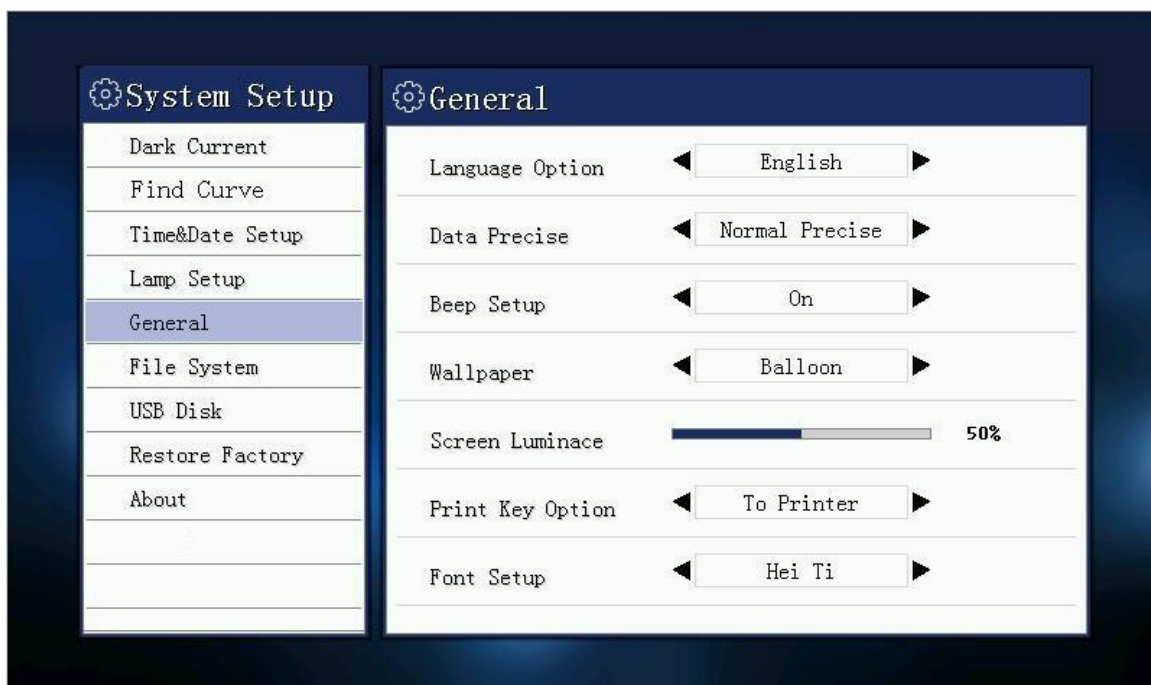 System Setup
Dark Current
Find Curve
Time&Date Setup
Lamp Setup
General
File System
USB Disk
Restore Factory
About
General
Language Option English
Data Precise Normal Precise
Beep Setup On
Wallpaper Balloon
Screen Luminace 50%
Print Key Option To Printer
Font Setup Hei Ti